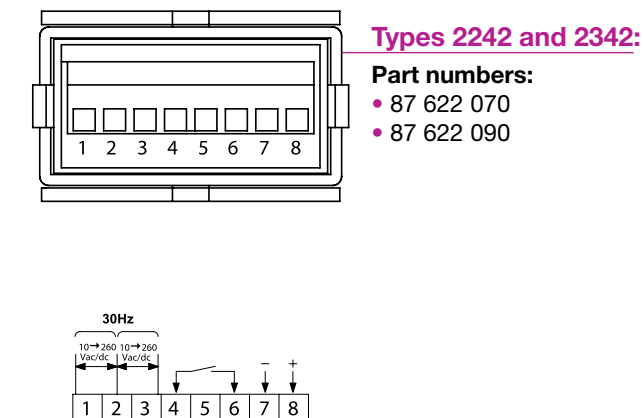 Types 2242 and 2342:
Part numbers:
• 87 622 070
• 87 622 090
1 2 3 4 5 6 7 8
30Hz
10→260 10→260
Vac/dc Vac/dc
− +
1 2 3 4 5 6 7 8